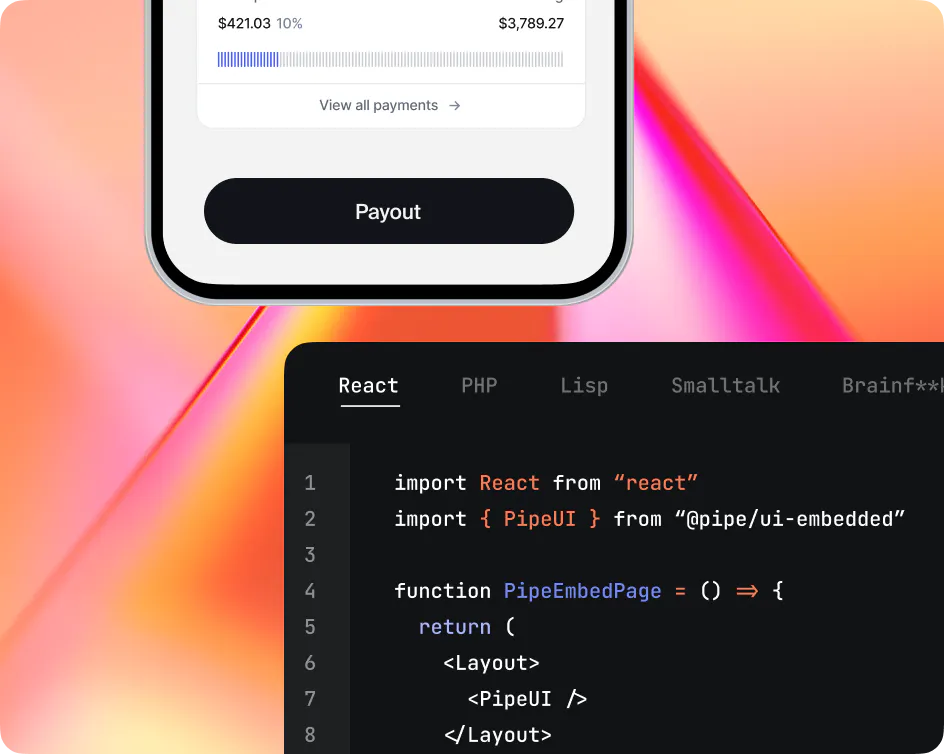 $421.03 10% $3,789.27
View all payments →
Payout
React PHP Lisp Smalltalk Brainf**k
1 import React from “react”
2 import { PipeUI } from “@pipe/ui-embedded”
3
4 function PipeEmbedPage = () => {
5 return (
6 <Layout>
7 <PipeUI />
8 </Layout>